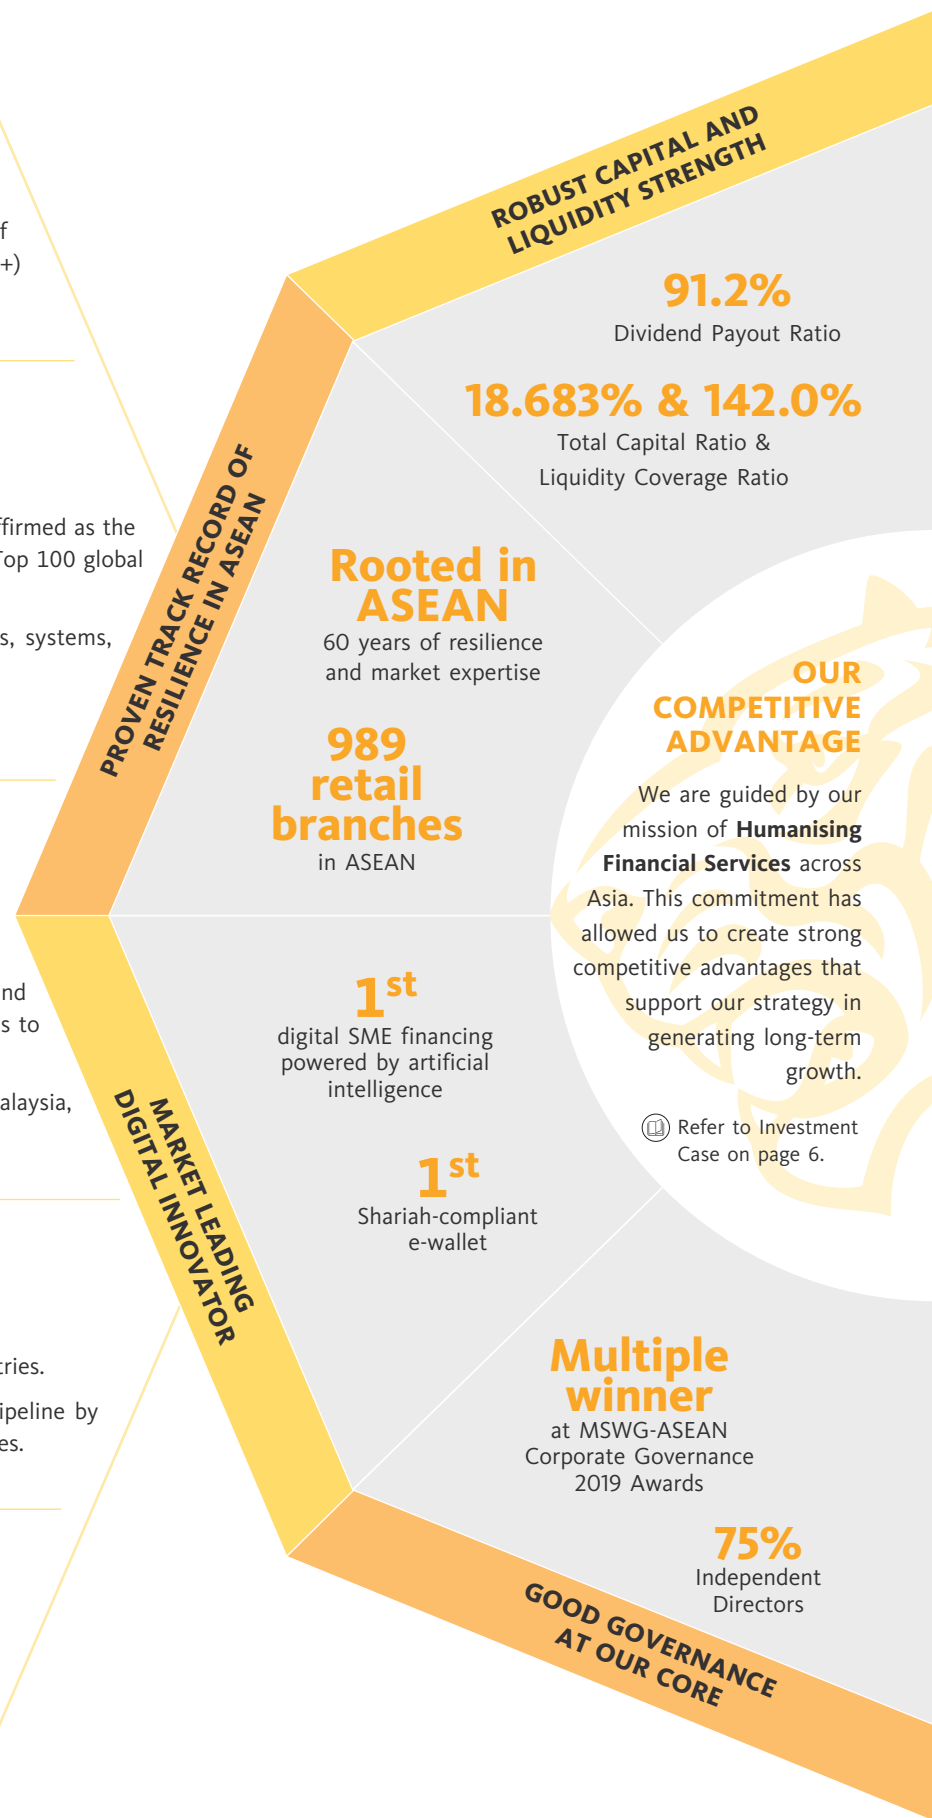 f
+)
ffirmed as the
Top 100 global
s, systems,
nd
s to
alaysia,
tries.
ipeline by
es.
ROBUST CAPITAL AND
LIQUIDITY STRENGTH
91.2%
Dividend Payout Ratio
18.683% & 142.0%
Total Capital Ratio &
Liquidity Coverage Ratio
PROVEN TRACK RECORD OF
RESILIENCE IN ASEAN
Rooted in
ASEAN
60 years of resilience
and market expertise
989
retail
branches
in ASEAN
OUR
COMPETITIVE
ADVANTAGE
We are guided by our
mission of Humanising
Financial Services across
Asia. This commitment has
allowed us to create strong
competitive advantages that
support our strategy in
generating long-term
growth.
Refer to Investment
Case on page 6.
MARKET LEADING
DIGITAL INNOVATOR
1st
digital SME financing
powered by artificial
intelligence
1st
Shariah-compliant
e-wallet
Multiple
winner
at MSWG-ASEAN
Corporate Governance
2019 Awards
75%
Independent
Directors
GOOD GOVERNANCE
AT OUR CORE